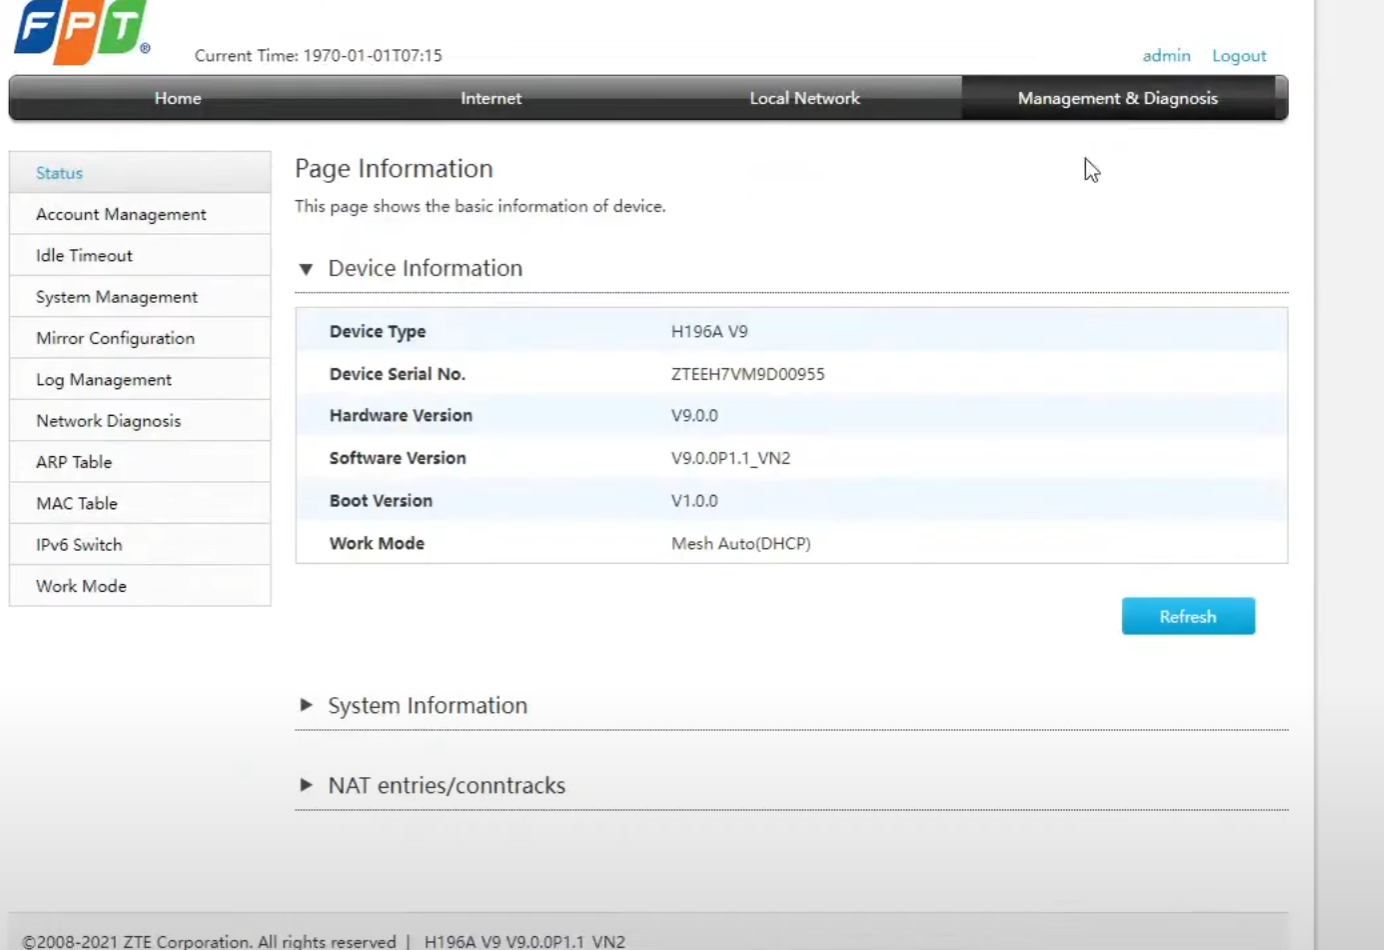 FPT®
Current Time: 1970-01-01T07:15
admin Logout
Home Internet Local Network Management & Diagnosis
Status
Account Management
Idle Timeout
System Management
Mirror Configuration
Log Management
Network Diagnosis
ARP Table
MAC Table
IPv6 Switch
Work Mode
Page Information
This page shows the basic information of device.
Device Information
Device Type H196A V9
Device Serial No. ZTEEH7VM9D00955
Hardware Version V9.0.0
Software Version V9.0.0P1.1_VN2
Boot Version V1.0.0
Work Mode Mesh Auto(DHCP)
Refresh
System Information
NAT entries/conntracks
©2008-2021 ZTE Corporation. All rights reserved | H196A V9 V9.0.0P1.1_VN2